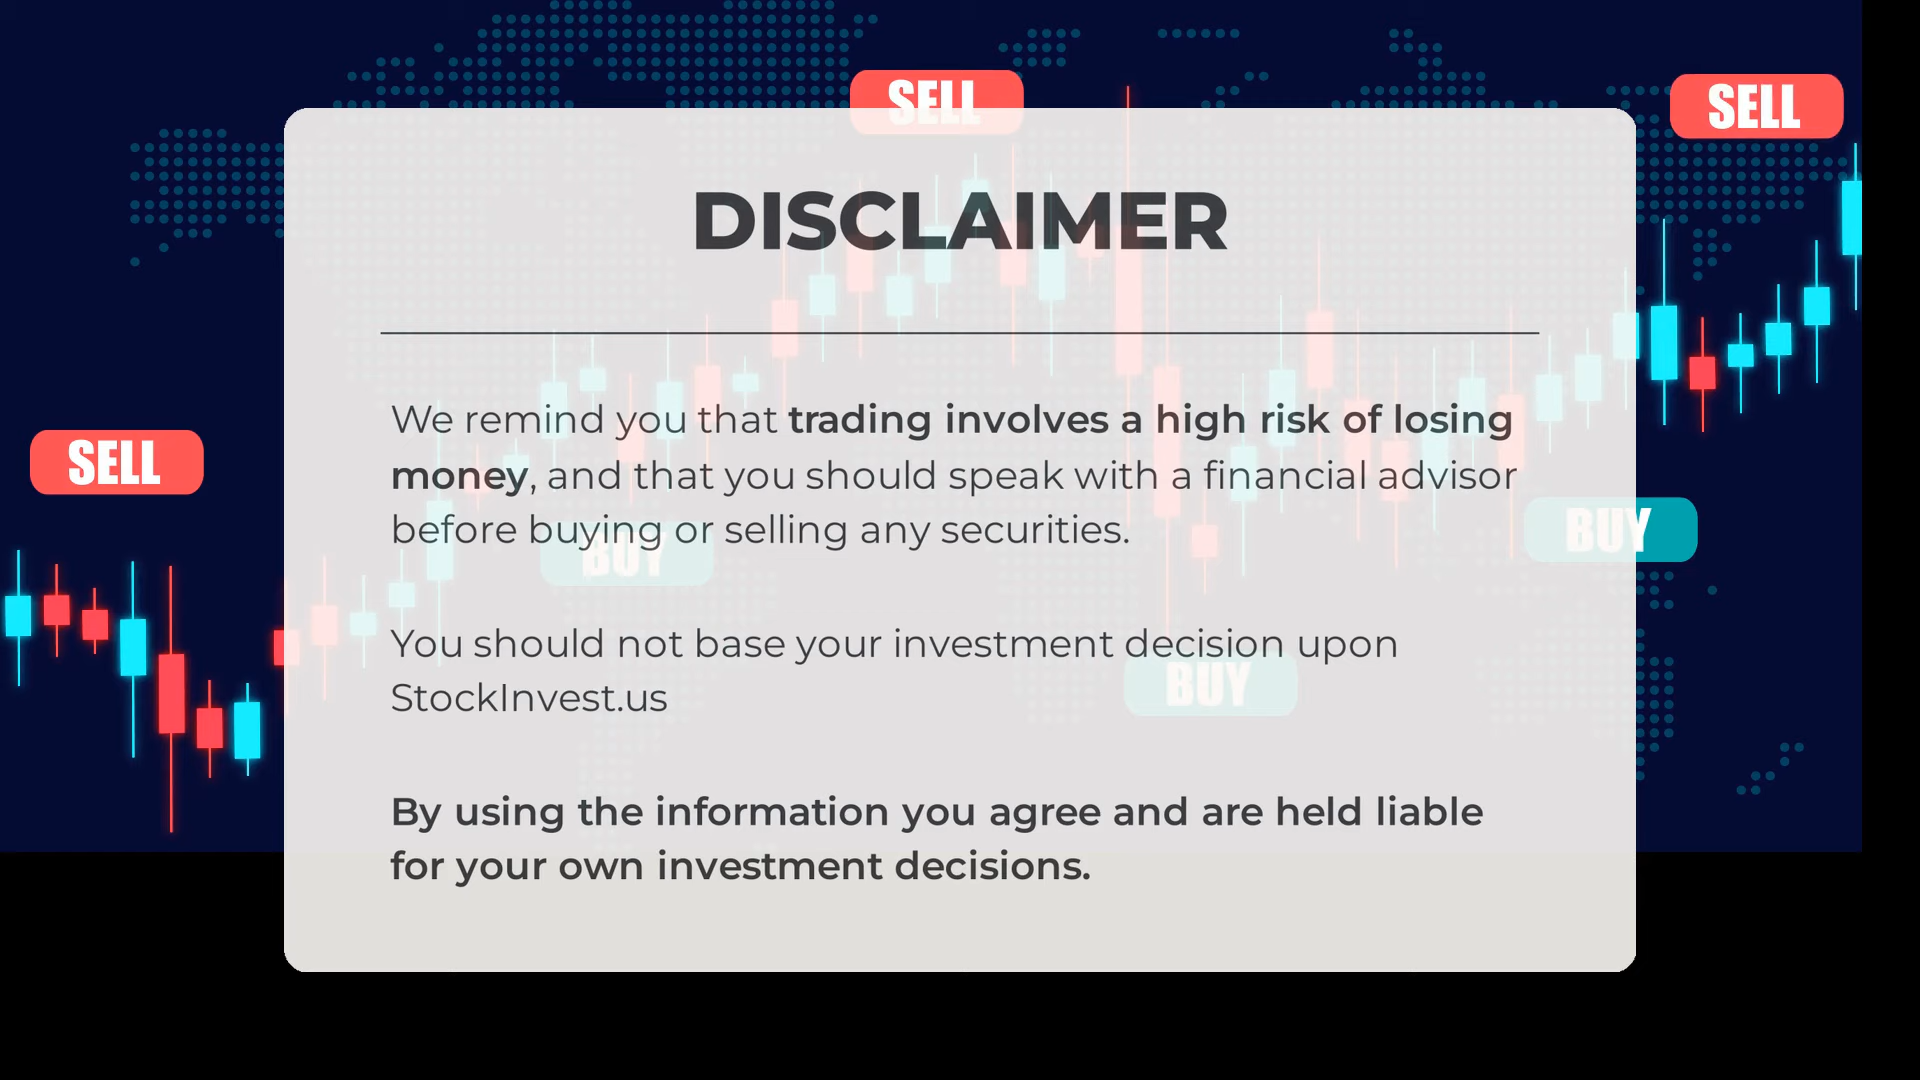 SELL
SELL
DISCLAIMER
We remind you that trading involves a high risk of losing
money, and that you should speak with a financial advisor
before buying or selling any securities.
SELL
BUY
BUY
You should not base your investment decision upon
StockInvest.us
BUY
By using the information you agree and are held liable
for your own investment decisions.